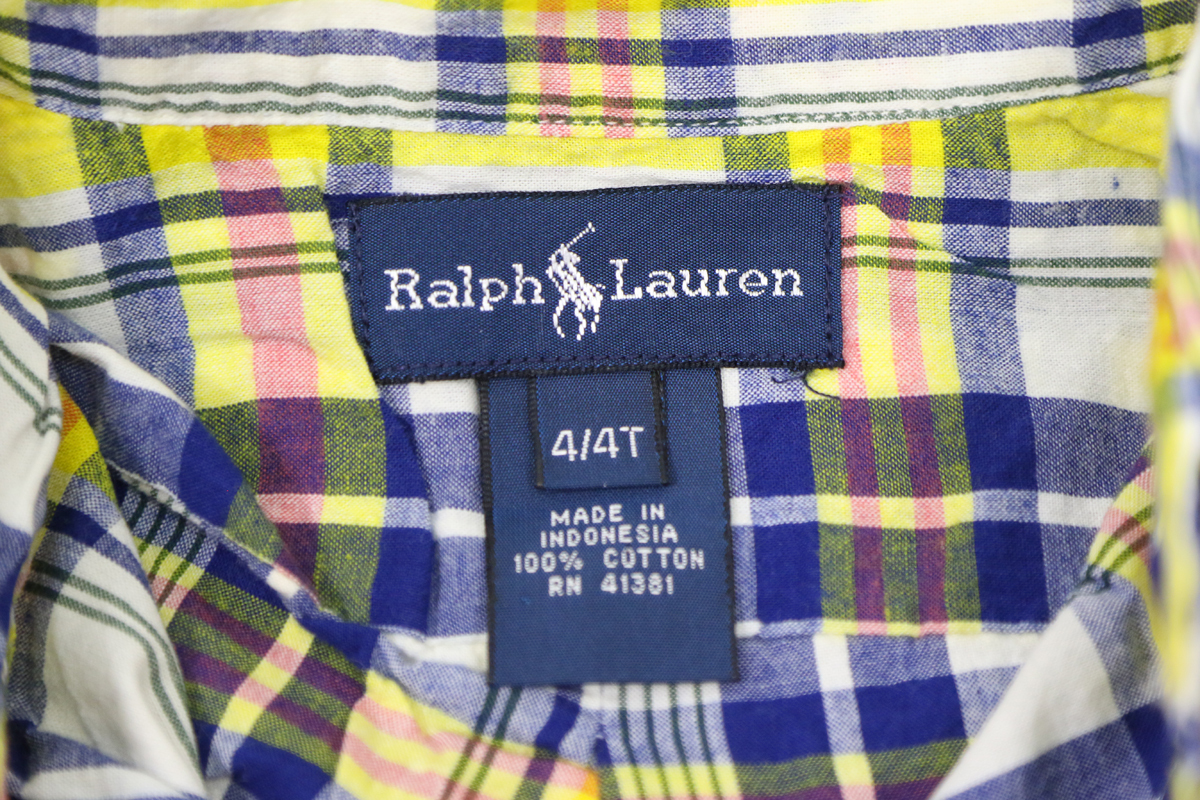 Ralph Lauren
4/4T
MADE IN
INDONESIA
100% COTTON
RN 41381